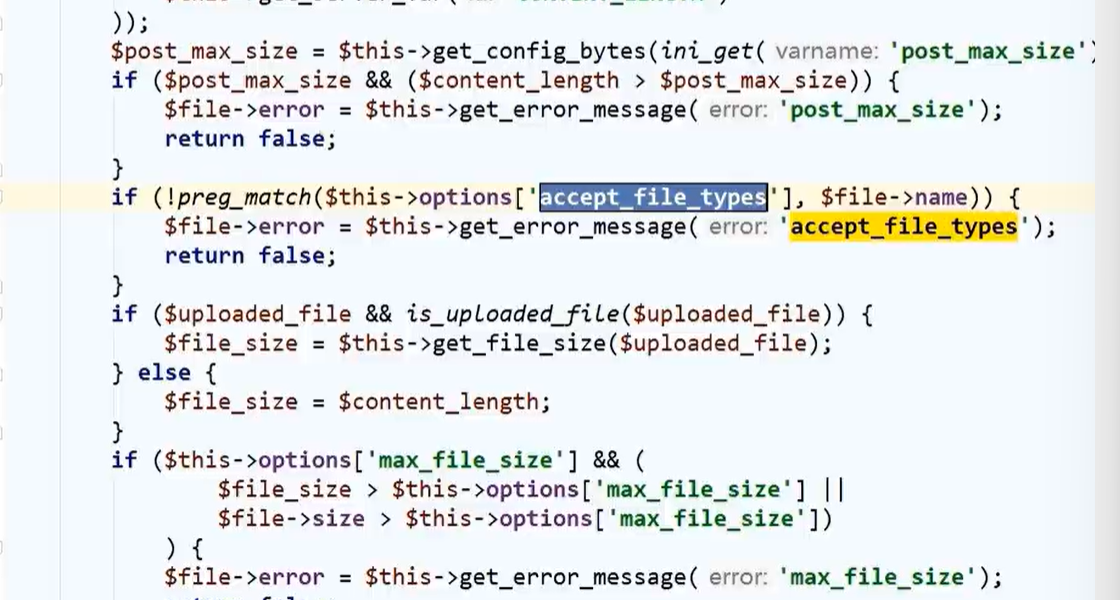 ));
$post_max_size = $this->get_config_bytes(ini_get( varname: 'post_max_size')
if ($post_max_size && ($content_length > $post_max_size)) {
$file->error = $this->get_error_message( error: 'post_max_size');
return false;
}
if (!preg_match($this->options['accept_file_types'], $file->name)) {
$file->error = $this->get_error_message( error: 'accept_file_types');
return false;
}
if ($uploaded_file && is_uploaded_file($uploaded_file)) {
$file_size = $this->get_file_size($uploaded_file);
} else {
$file_size = $content_length;
}
if ($this->options['max_file_size'] && (
$file_size > $this->options['max_file_size'] ||
$file->size > $this->options['max_file_size'])
) {
$file->error = $this->get_error_message( error: 'max_file_size');